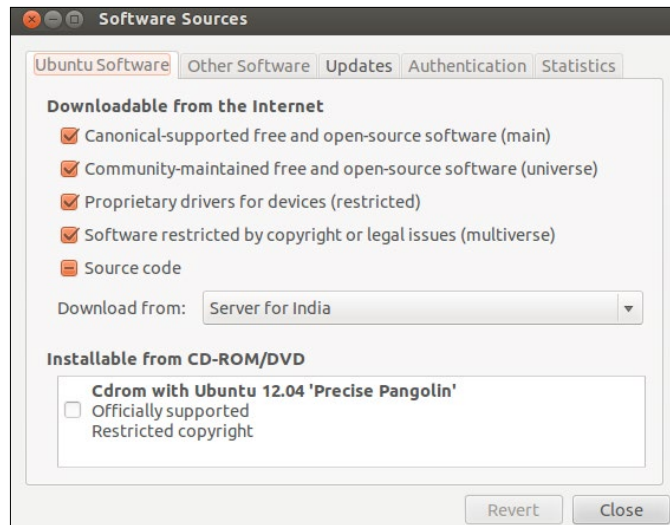 Software Sources
Ubuntu Software Other Software Updates Authentication Statistics
Downloadable from the Internet
Canonical-supported free and open-source software (main)
Community-maintained free and open-source software (universe)
Proprietary drivers for devices (restricted)
Software restricted by copyright or legal issues (multiverse)
Source code
Download from: Server for India
Installable from CD-ROM/DVD
Cdrom with Ubuntu 12.04 'Precise Pangolin'
Officially supported
Restricted copyright
Revert Close